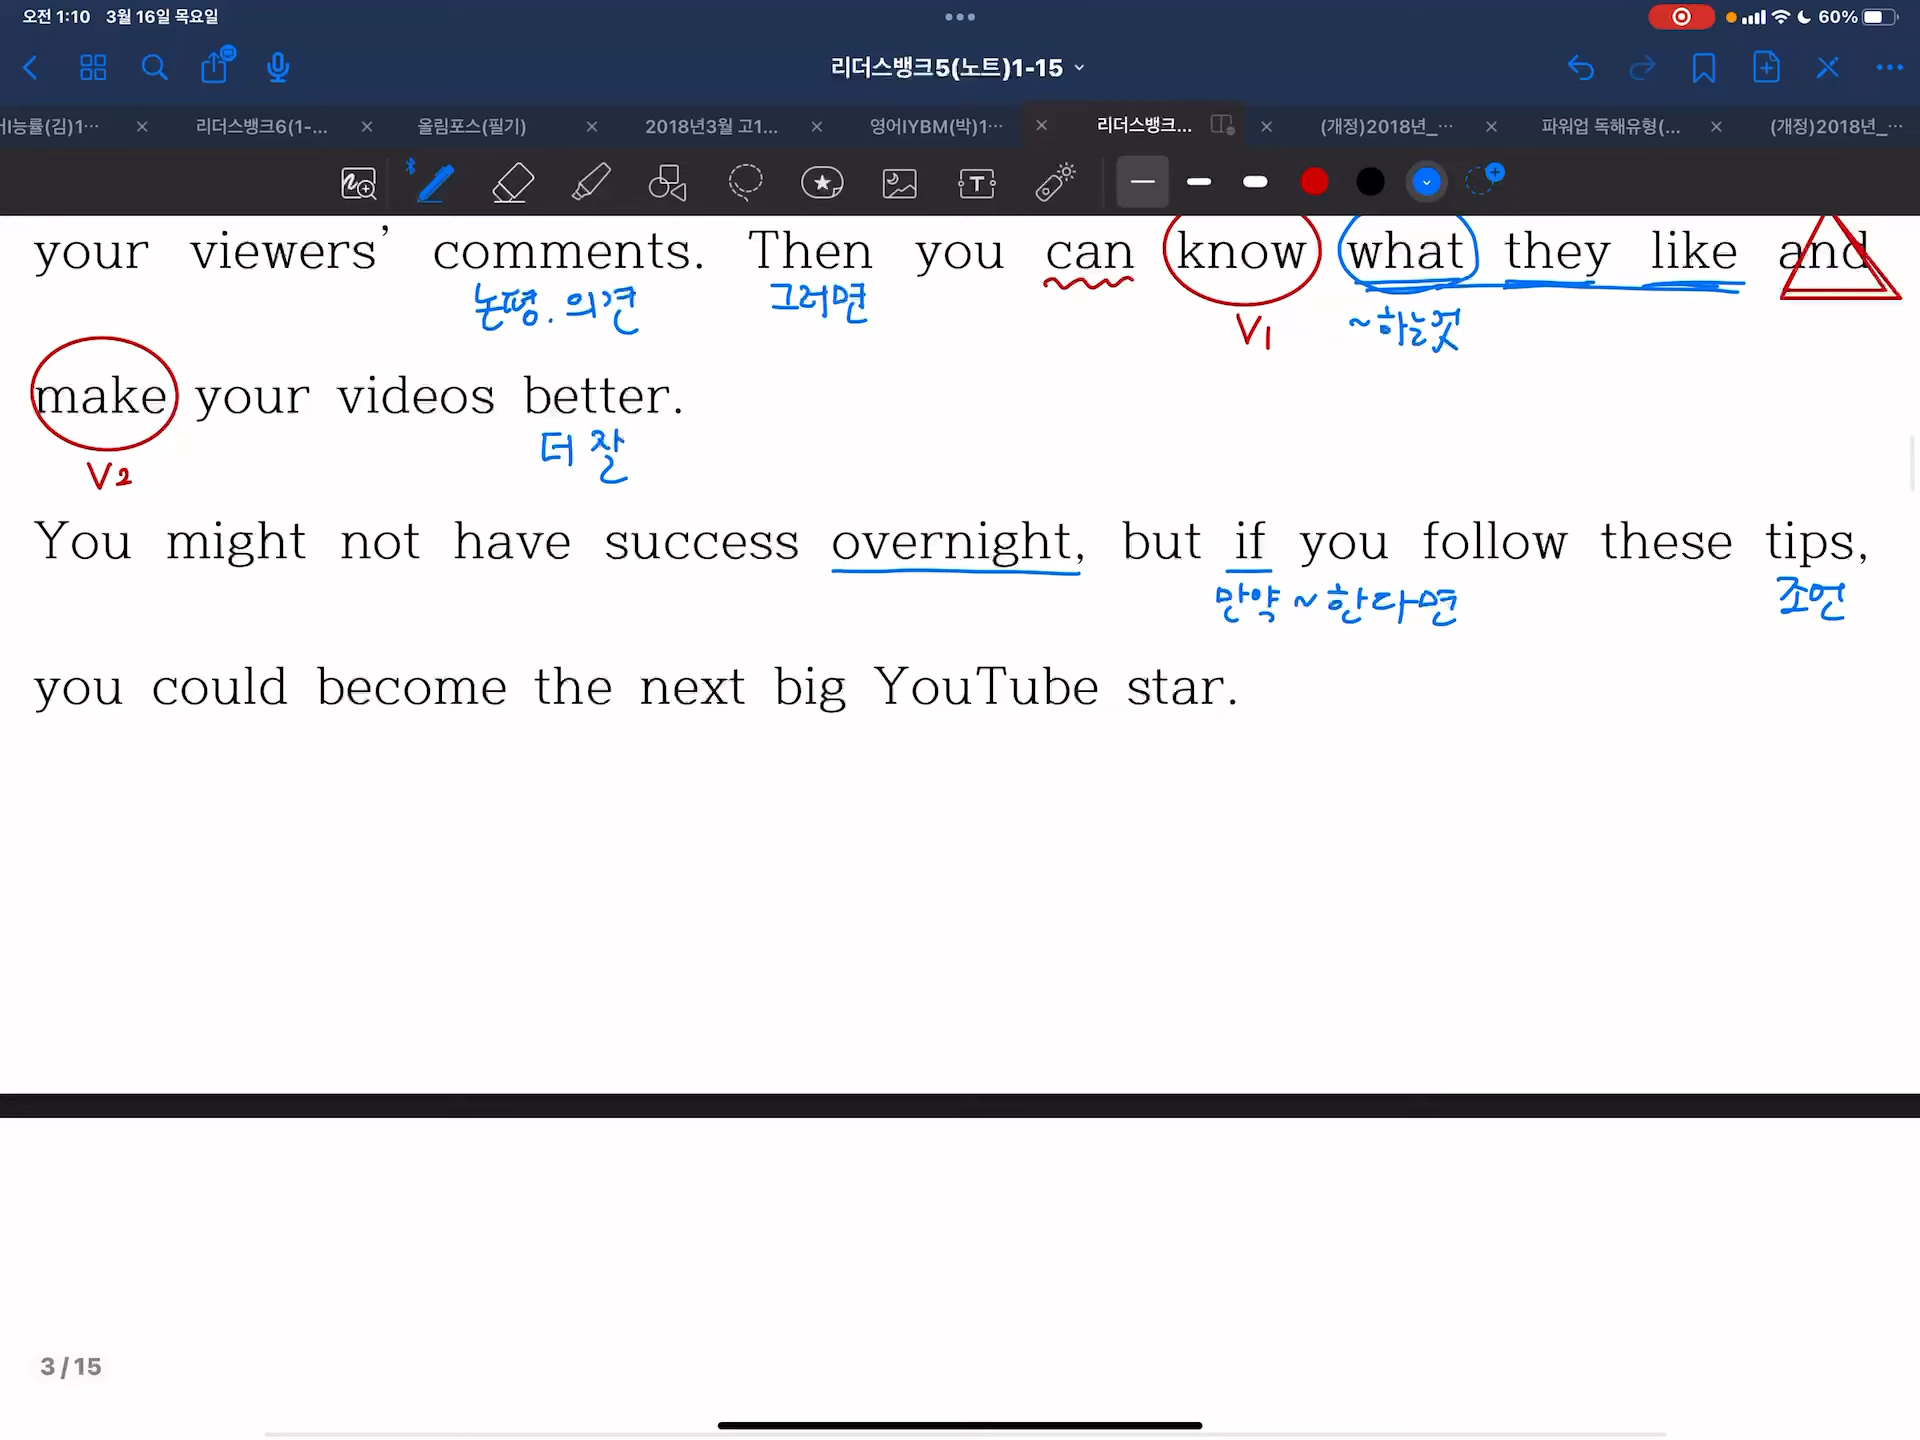 오전 1:10 3월 16일 목요일
60%
리더스뱅크5(노트)1-15
ㅓI능률(김)1… 리더스뱅크6(1-... 올림포스(필기) 2018년3월 고1... 영어IYBM(박)1… 리더스뱅크... (개정)2018년_… 파워업 독해유형(... (개정)2018년_…
your viewers’ comments. Then you can know what they like and
논평. 의견 그러면 V1 ~하는것
make your videos better.
V2 더 잘
You might not have success overnight, but if you follow these tips,
만약 ~ 한다면 조언
you could become the next big YouTube star.
3 / 15